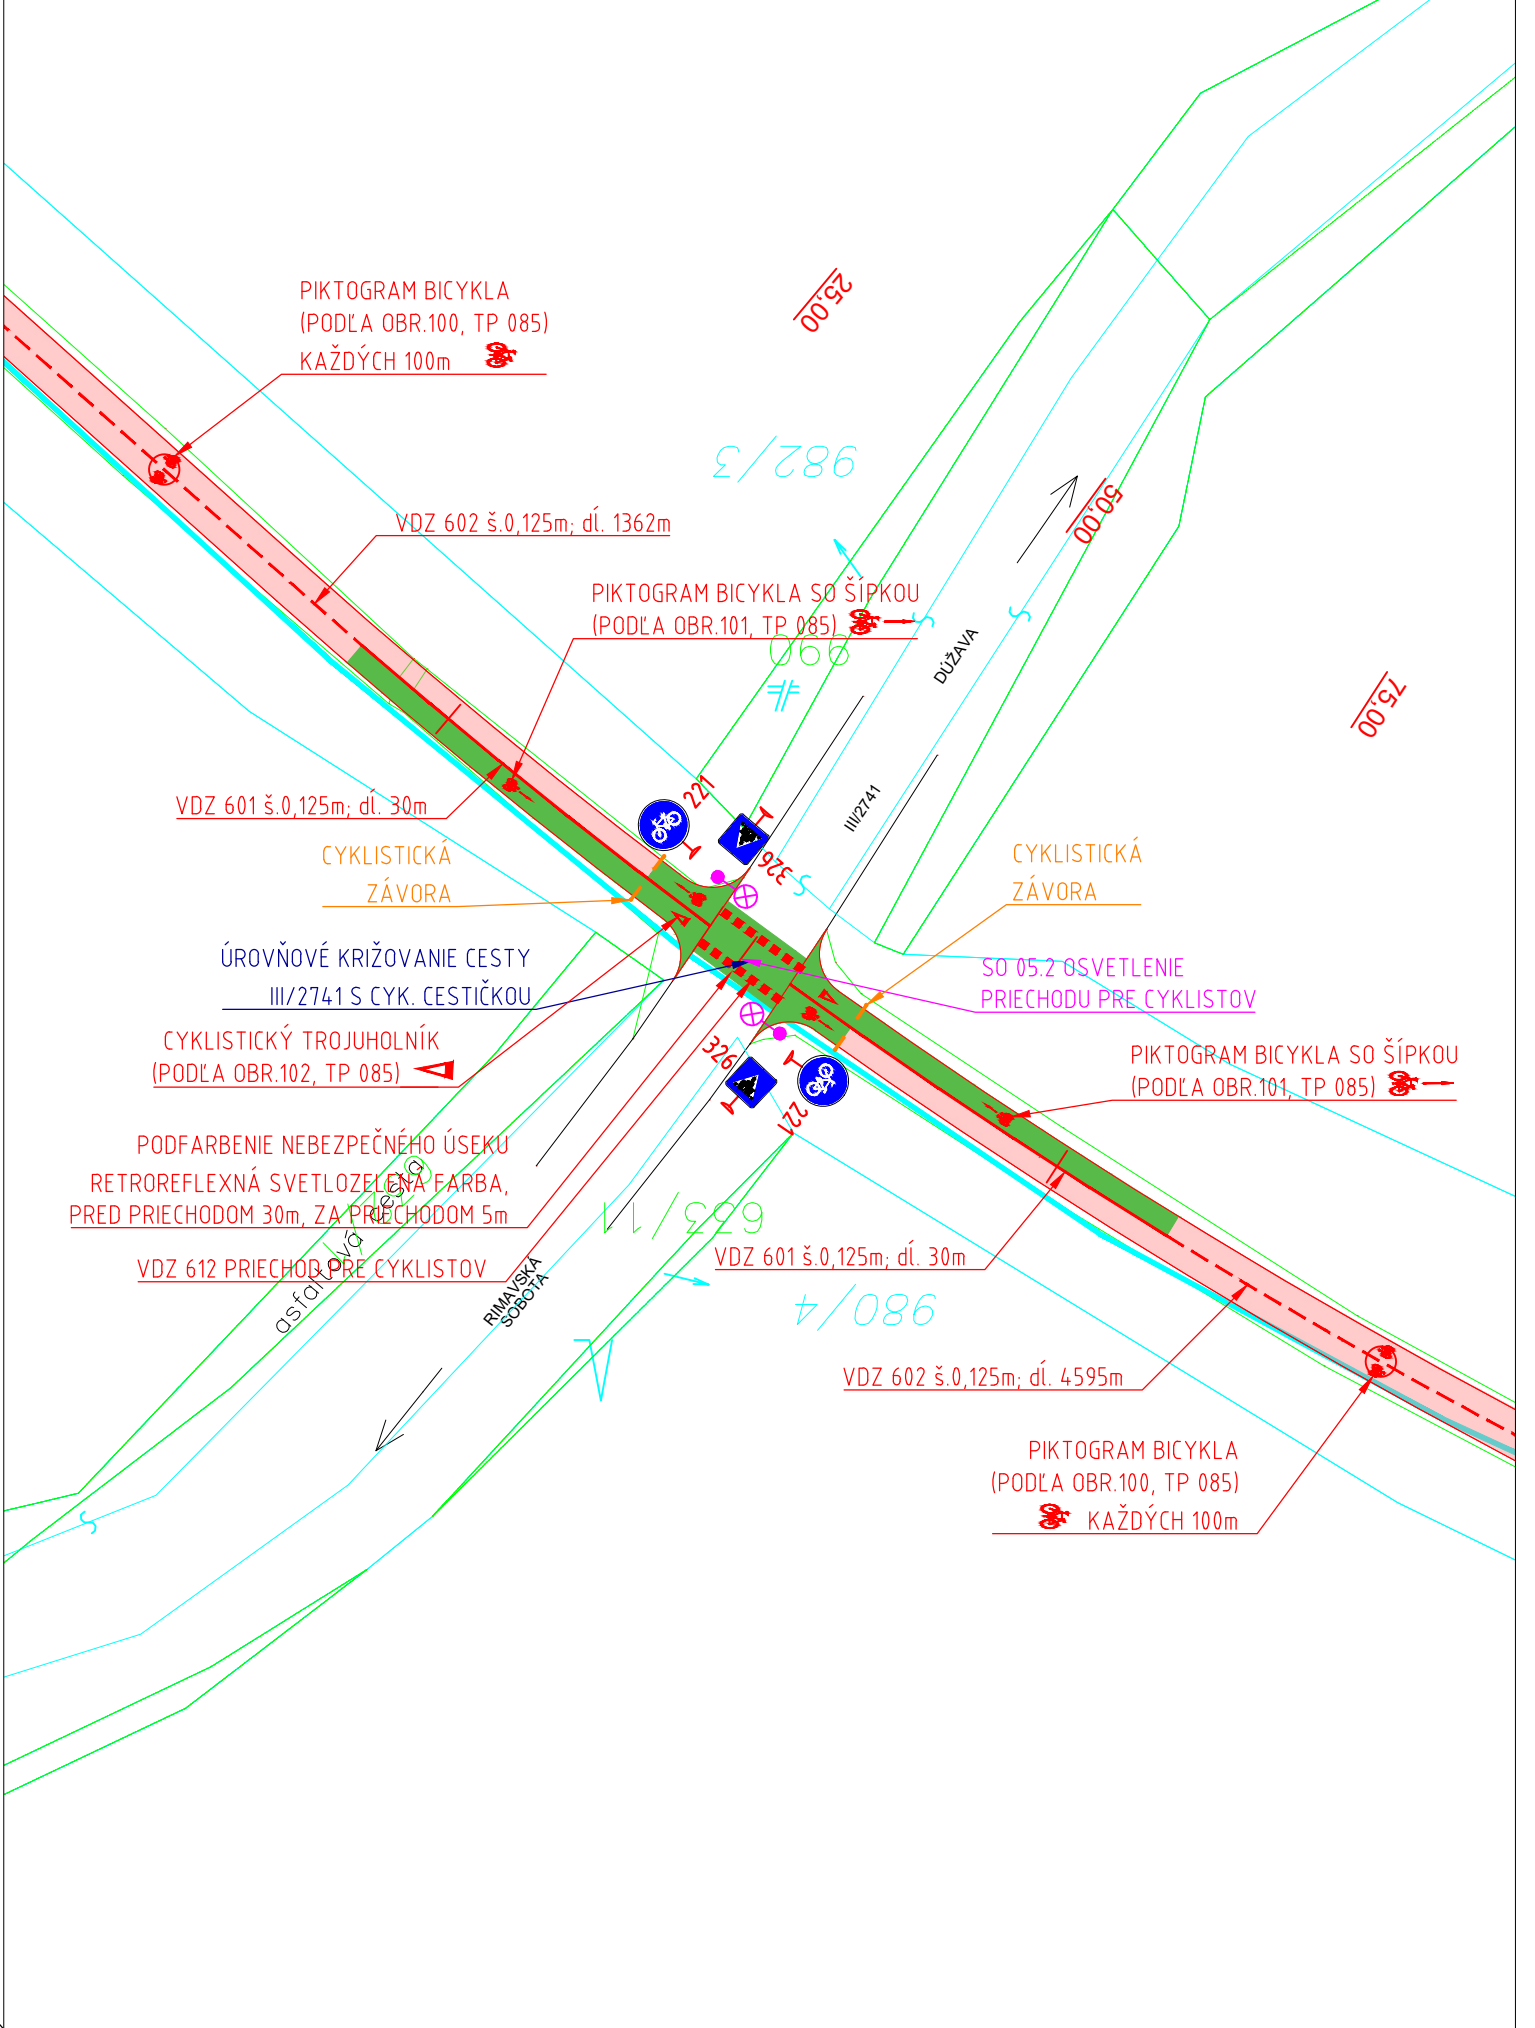 PIKTOGRAM BICYKLA
(PODĽA OBR.100, TP 085)
KAŽDÝCH 100m
25,00
982/3
VDZ 602 š.0,125m; dĺ. 1362m
50,00
PIKTOGRAM BICYKLA SO ŠÍPKOU
(PODĽA OBR.101, TP 085)
990
DÚŽAVA
75,00
VDZ 601 š.0,125m; dĺ. 30m
221
III/2741
326
CYKLISTICKÁ
ZÁVORA
CYKLISTICKÁ
ZÁVORA
ÚROVŇOVÉ KRIŽOVANIE CESTY
III/2741 S CYK. CESTIČKOU
SO 05.2 OSVETLENIE
PRIECHODU PRE CYKLISTOV
CYKLISTICKÝ TROJUHOLNÍK
(PODĽA OBR.102, TP 085)
326
221
PIKTOGRAM BICYKLA SO ŠÍPKOU
(PODĽA OBR.101, TP 085)
PODFARBENIE NEBEZPEČNÉHO ÚSEKU
RETROREFLEXNÁ SVETLOZELENÁ FARBA,
PRED PRIECHODOM 30m, ZA PRIECHODOM 5m
asfaltová cesta
633/11
VDZ 612 PRIECHOD PRE CYKLISTOV
VDZ 601 š.0,125m; dĺ. 30m
RIMAVSKÁ
SOBOTA
980/4
VDZ 602 š.0,125m; dĺ. 4595m
PIKTOGRAM BICYKLA
(PODĽA OBR.100, TP 085)
KAŽDÝCH 100m